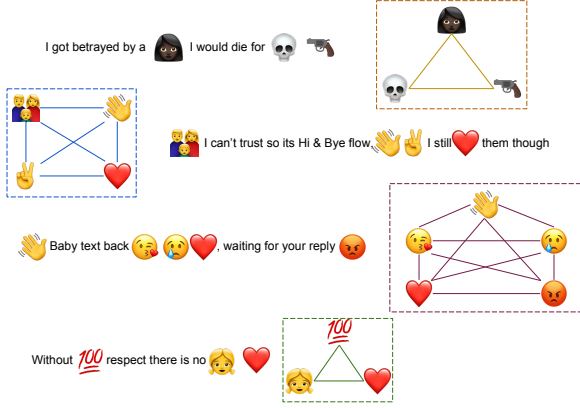 I got betrayed by a 👩🏿 I would die for 💀 🔫
👨‍👩‍👦 I can't trust so its Hi & Bye flow,👋✌️ I still❤️ them though
👋 Baby text back 😘 😢❤️, waiting for your reply 😡
Without 💯 respect there is no 👧 ❤️